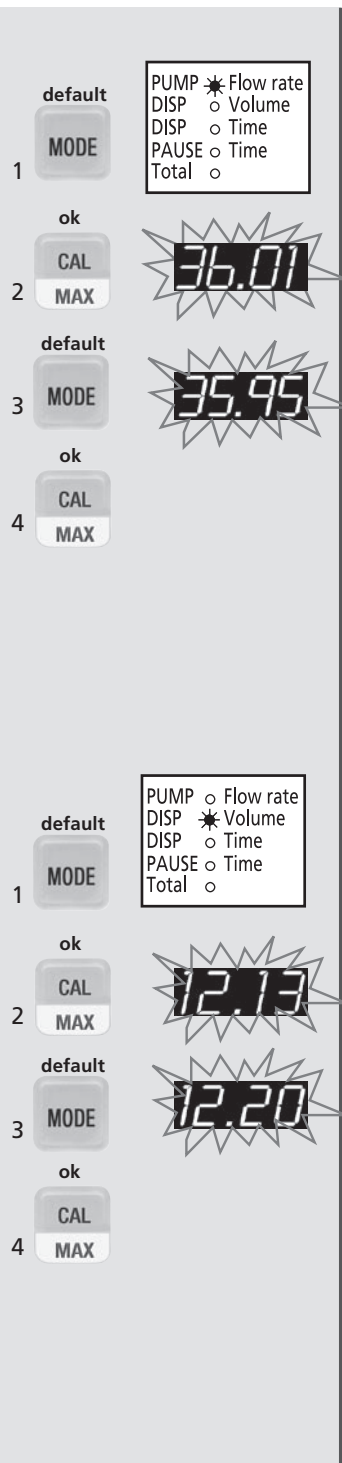 default
PUMP Flow rate
DISP Volume
DISP Time
PAUSE Time
Total
1 MODE
ok
CAL
2 MAX
36.01
default
3 MODE
35.95
ok
CAL
4 MAX
PUMP Flow rate
DISP Volume
DISP Time
PAUSE Time
Total
default
1 MODE
ok
CAL
2 MAX
12.13
default
3 MODE
12.20
ok
CAL
4 MAX